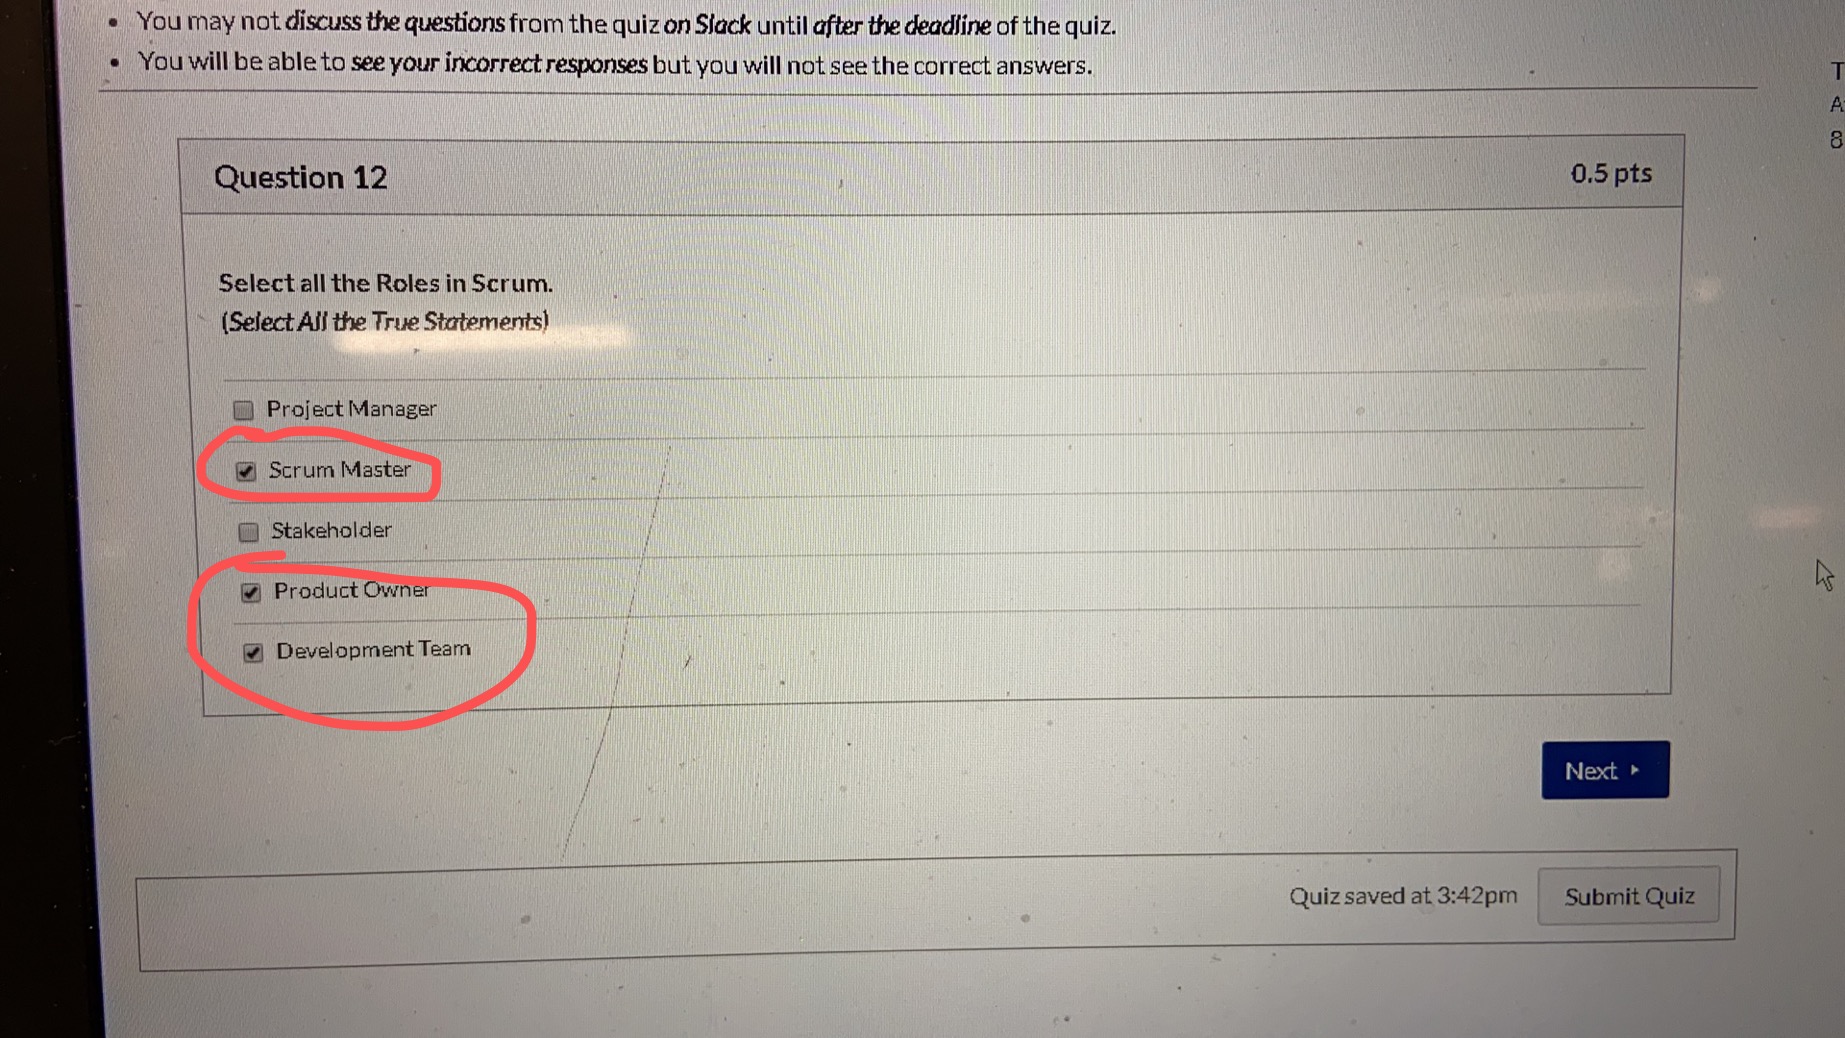 You may not discuss the questions from the quiz on Slack until after the deadline of the quiz.
You will be able to see your incorrect responses but you will not see the correct answers.
T
A
8
Question 12
0.5 pts
Select all the Roles in Scrum.
(Select All the True Statements)
Project Manager
Scrum Master
Stakeholder
Product Owner
Development Team
Next
Quiz saved at 3:42pm
Submit Quiz